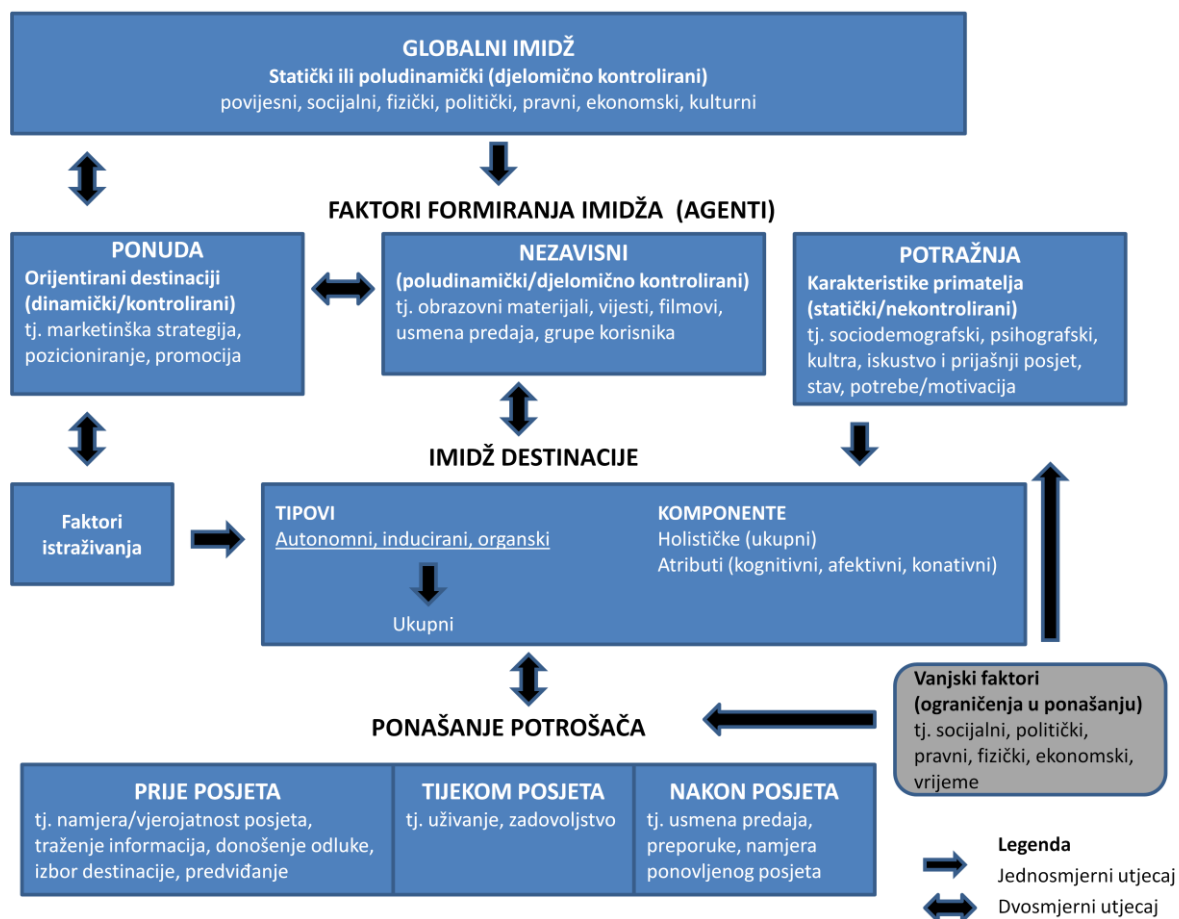 GLOBALNI IMIDŽ
Statički ili poludinamički (djelomično kontrolirani)
povijesni, socijalni, fizički, politički, pravni, ekonomski, kulturni
FAKTORI FORMIRANJA IMIDŽA (AGENTI)
PONUDA
Orijentirani destinaciji
(dinamički/kontrolirani)
tj. marketinška strategija,
pozicioniranje, promocija
NEZAVISNI
(poludinamički/djelomično kontrolirani)
tj. obrazovni materijali, vijesti, filmovi,
usmena predaja, grupe korisnika
POTRAŽNJA
Karakteristike primatelja
(statički/nekontrolirani)
tj. sociodemografski, psihografski,
kultra, iskustvo i prijašnji posjet,
stav, potrebe/motivacija
IMIDŽ DESTINACIJE
Faktori
istraživanja
TIPOVI
Autonomni, inducirani, organski
Ukupni
KOMPONENTE
Holističke (ukupni)
Atributi (kognitivni, afektivni, konativni)
Vanjski faktori
(ograničenja u ponašanju)
tj. socijalni, politički,
pravni, fizički, ekonomski,
vrijeme
PONAŠANJE POTROŠAČA
PRIJE POSJETA
tj. namjera/vjerojatnost posjeta,
traženje informacija, donošenje odluke,
izbor destinacije, predviđanje
TIJEKOM POSJETA
tj. uživanje, zadovoljstvo
NAKON POSJETA
tj. usmena predaja,
preporuke, namjera
ponovljenog posjeta
Legenda
Jednosmjerni utjecaj
Dvosmjerni utjecaj